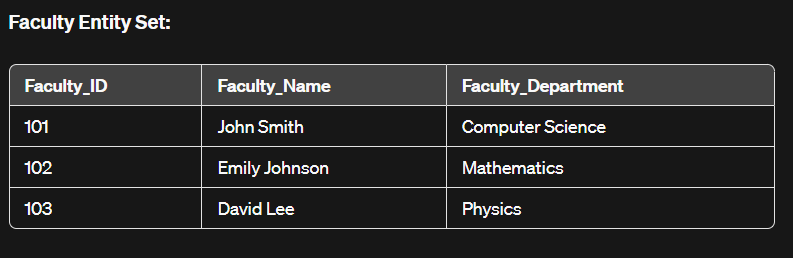 Faculty Entity Set:
Faculty_ID Faculty_Name Faculty_Department
101 John Smith Computer Science
102 Emily Johnson Mathematics
103 David Lee Physics